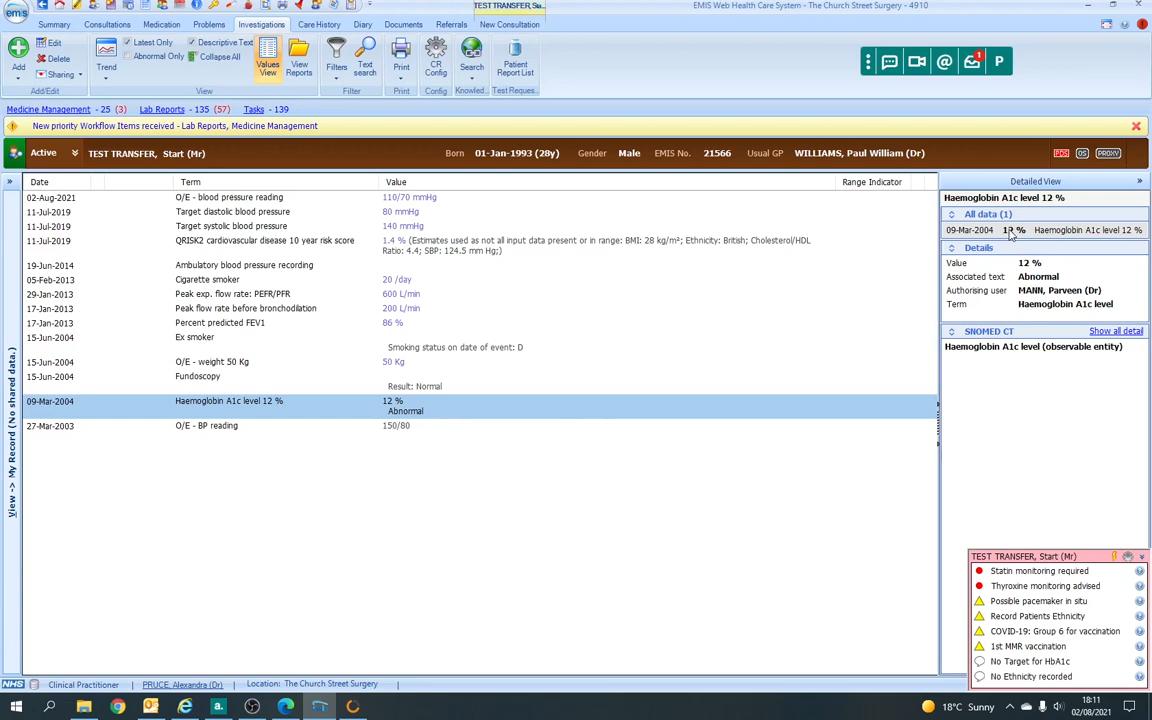 TEST TRANSFER, Sta...
EMIS Web Health Care System - The Church Street Surgery - 4910
emis
Summary
Consultations
Medication
Problems
Investigations
Care History
Diary
Documents
Referrals
New Consultation
Add
Edit
Delete
Sharing
Add/Edit
Trend
Latest Only
Abnormal Only
Descriptive Text
Collapse All
Values View
View Reports
View
Filters
Text search
Filter
Print
Print
CR Config
Config
Search
Knowled...
Patient Report List
Test Reques...
@
1
P
Medicine Management - 25 (3) Lab Reports - 135 (57) Tasks - 139
New priority Workflow Items received - Lab Reports, Medicine Management
Active TEST TRANSFER, Start (Mr) Born 01-Jan-1993 (28y) Gender Male EMIS No. 21566 Usual GP WILLIAMS, Paul William (Dr) PDS OS PROXY
View -> My Record (No shared data.)
Date Term Value Range Indicator
02-Aug-2021 O/E - blood pressure reading 110/70 mmHg
11-Jul-2019 Target diastolic blood pressure 80 mmHg
11-Jul-2019 Target systolic blood pressure 140 mmHg
11-Jul-2019 QRISK2 cardiovascular disease 10 year risk score 1.4 % (Estimates used as not all input data present or in range: BMI: 28 kg/m²; Ethnicity: British; Cholesterol/HDL
Ratio: 4.4; SBP: 124.5 mm Hg;)
19-Jun-2014 Ambulatory blood pressure recording
05-Feb-2013 Cigarette smoker 20 /day
29-Jan-2013 Peak exp. flow rate: PEFR/PFR 600 L/min
17-Jan-2013 Peak flow rate before bronchodilation 200 L/min
17-Jan-2013 Percent predicted FEV1 86 %
15-Jun-2004 Ex smoker
Smoking status on date of event: D
15-Jun-2004 O/E - weight 50 Kg 50 Kg
15-Jun-2004 Fundoscopy
Result: Normal
09-Mar-2004 Haemoglobin A1c level 12 % 12 %
Abnormal
27-Mar-2003 O/E - BP reading 150/80
Detailed View
Haemoglobin A1c level 12 %
All data (1)
09-Mar-2004 12 % Haemoglobin A1c level 12 %
Details
Value 12 %
Associated text Abnormal
Authorising user MANN, Parveen (Dr)
Term Haemoglobin A1c level
SNOMED CT Show all detail
Haemoglobin A1c level (observable entity)
TEST TRANSFER, Start (Mr)
Statin monitoring required
Thyroxine monitoring advised
Possible pacemaker in situ
Record Patients Ethnicity
COVID-19: Group 6 for vaccination
1st MMR vaccination
No Target for HbA1c
No Ethnicity recorded
NHS Clinical Practitioner PRUCE, Alexandra (Dr) Location: The Church Street Surgery
a.
18°C Sunny
18:11
02/08/2021